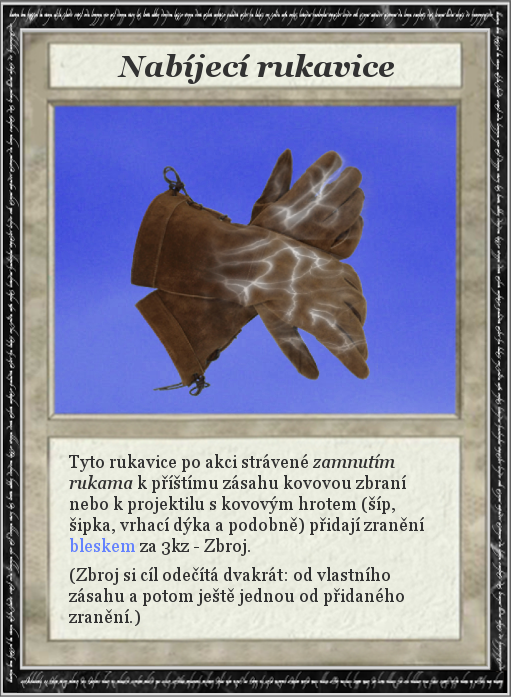 Nabíjecí rukavice
Tyto rukavice po akci strávené zamnutím
rukama k příštímu zásahu kovovou zbraní
nebo k projektilu s kovovým hrotem (šíp,
šipka, vrhací dýka a podobně) přidají zranění
bleskem za 3kz - Zbroj.
(Zbroj si cíl odečítá dvakrát: od vlastního
zásahu a potom ještě jednou od přidaného
zranění.)